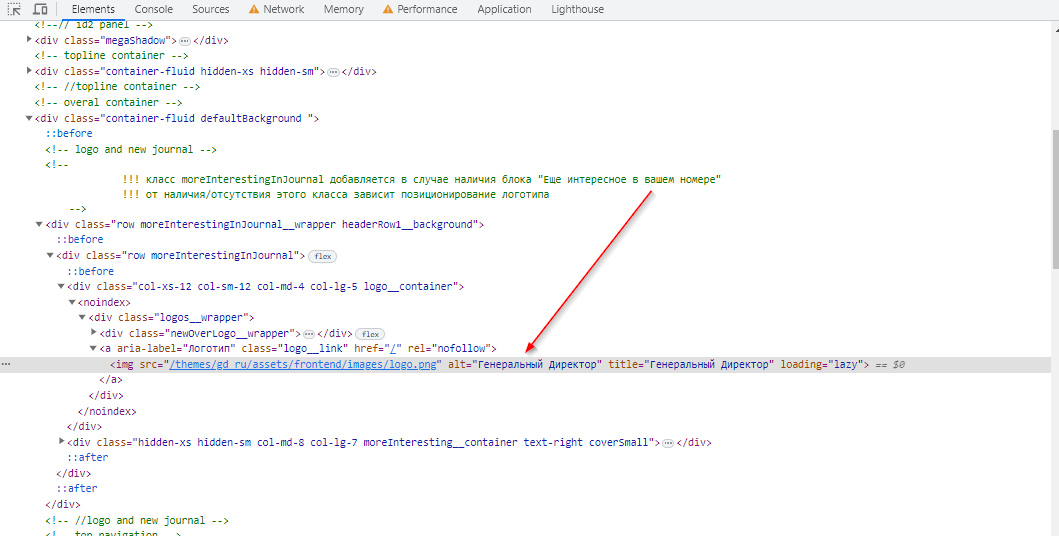 Elements Console Sources Network Memory Performance Application Lighthouse
<!--// id2 panel -->
<div class="megaShadow">…</div>
<!-- topline container -->
<div class="container-fluid hidden-xs hidden-sm">…</div>
<!-- //topline container -->
<!-- overal container -->
<div class="container-fluid defaultBackground ">
::before
<!-- logo and new journal -->
<!--
!!! класс moreInterestingInJournal добавляется в случае наличия блока "Еще интересное в вашем номере"
!!! от наличия/отсутствия этого класса зависит позиционирование логотипа
-->
<div class="row moreInterestingInJournal__wrapper headerRow1__background">
::before
<div class="row moreInterestingInJournal"> flex
::before
<div class="col-xs-12 col-sm-12 col-md-4 col-lg-5 logo__container">
<noindex>
<div class="logos__wrapper">
<div class="newOverLogo__wrapper">…</div> flex
<a aria-label="Логотип" class="logo__link" href="/" rel="nofollow">
… <img src="/themes/gd_ru/assets/frontend/images/logo.png" alt="Генеральный Директор" title="Генеральный Директор" loading="lazy"> == $0
</a>
</div>
</noindex>
</div>
<div class="hidden-xs hidden-sm col-md-8 col-lg-7 moreInteresting__container text-right coverSmall">…</div>
::after
</div>
::after
</div>
<!-- //logo and new journal -->
<!-- top navigation -->